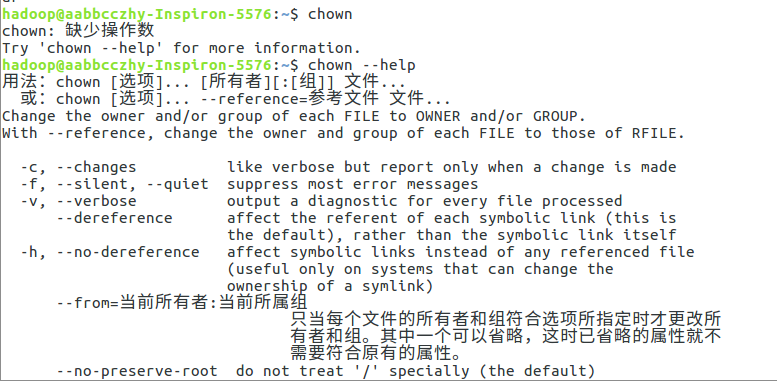 hadoop@aabbcczhy-Inspiron-5576:~$ chown
chown: 缺少操作数
Try 'chown --help' for more information.
hadoop@aabbcczhy-Inspiron-5576:~$ chown --help
用法：chown [选项]... [所有者][:[组]] 文件...
  或：chown [选项]... --reference=参考文件 文件...
Change the owner and/or group of each FILE to OWNER and/or GROUP.
With --reference, change the owner and group of each FILE to those of RFILE.
  -c, --changes          like verbose but report only when a change is made
  -f, --silent, --quiet  suppress most error messages
  -v, --verbose          output a diagnostic for every file processed
      --dereference      affect the referent of each symbolic link (this is
                         the default), rather than the symbolic link itself
  -h, --no-dereference   affect symbolic links instead of any referenced file
                         (useful only on systems that can change the
                         ownership of a symlink)
      --from=当前所有者:当前所属组
                                只当每个文件的所有者和组符合选项所指定时才更改所
                                有者和组。其中一个可以省略，这时已省略的属性就不
                                需要符合原有的属性。
      --no-preserve-root  do not treat '/' specially (the default)